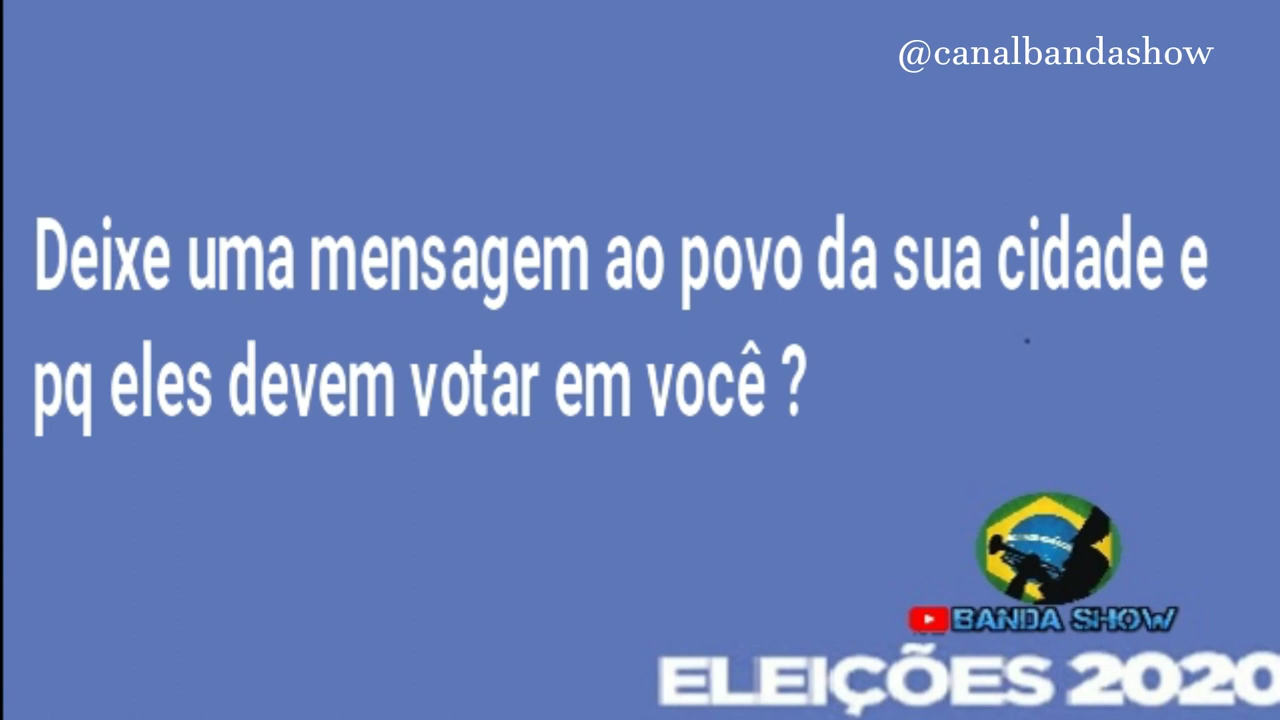 @canalbandashow
Deixe uma mensagem ao povo da sua cidade e
pq eles devem votar em você ?
BANDA SHOW
ELEIÇÕES 2020